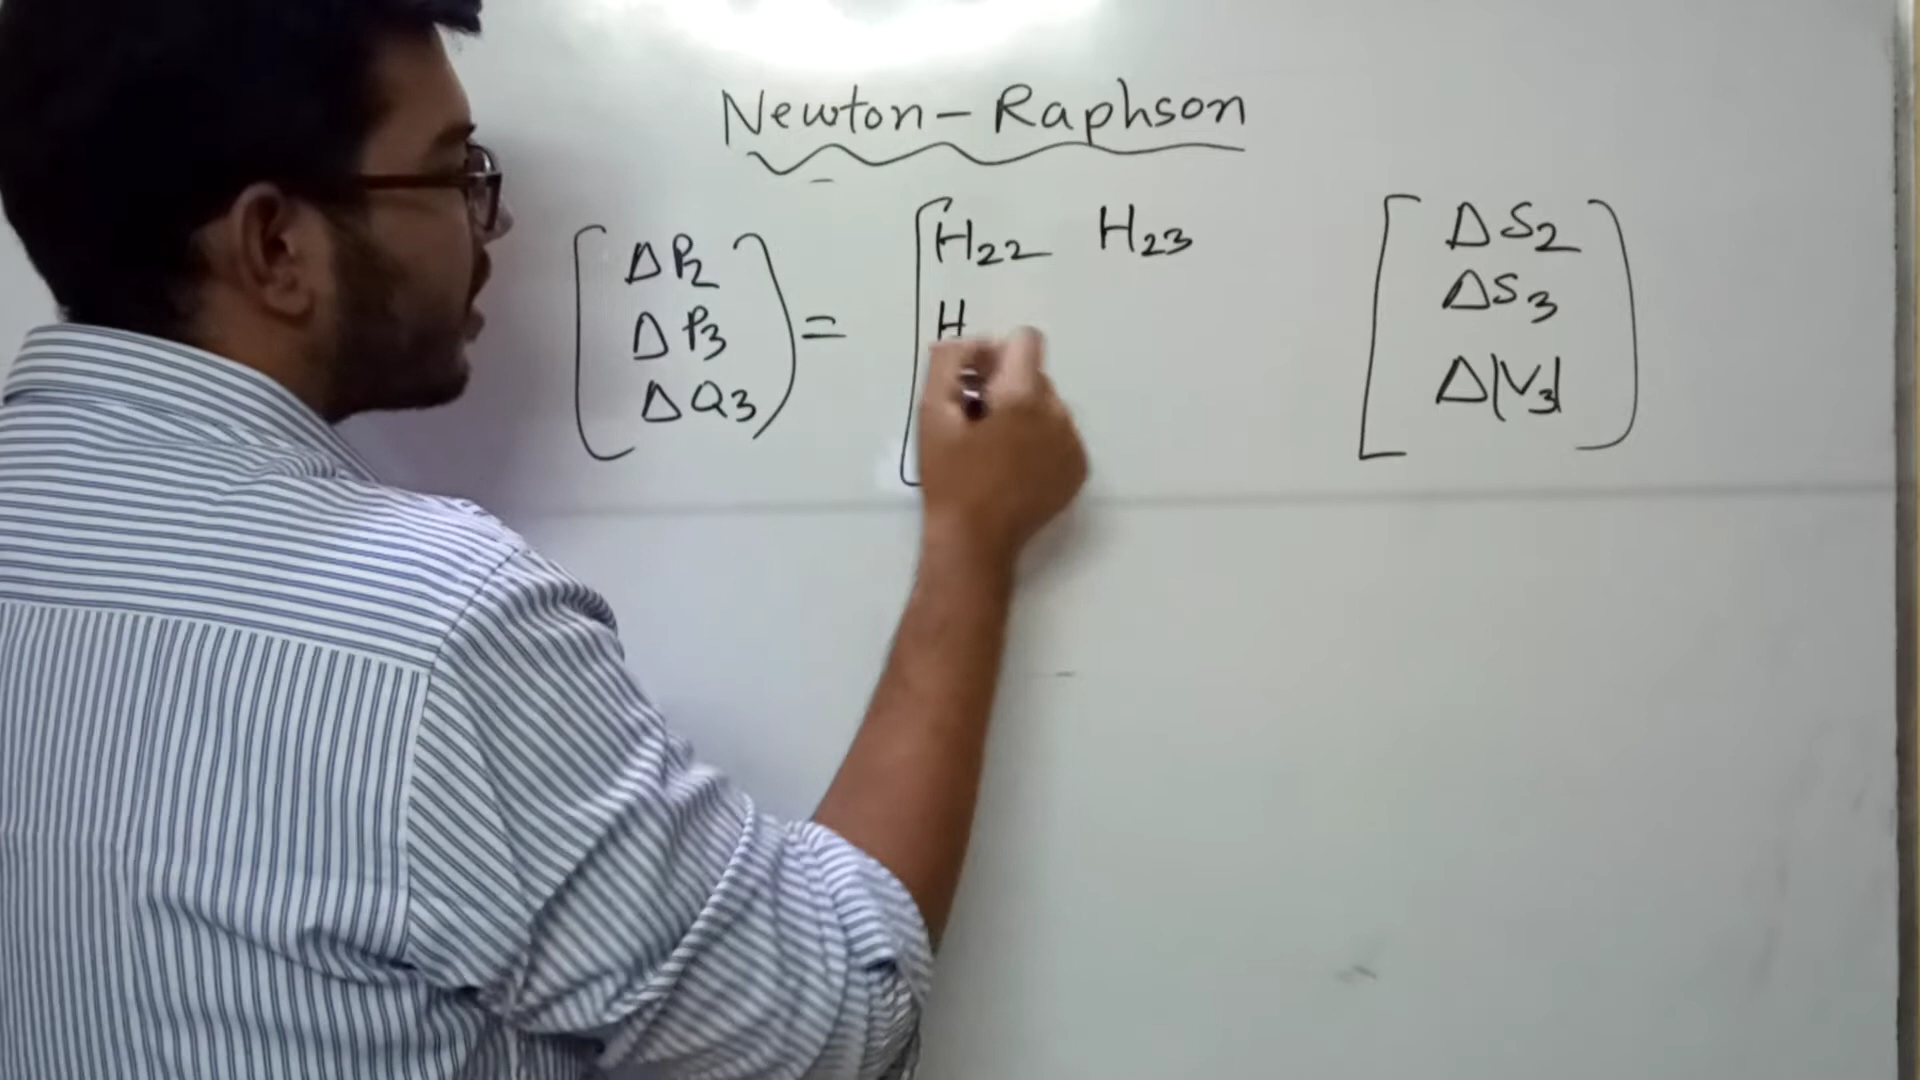 Newton-Raphson
ΔP2
ΔP3
ΔQ3
=
H22 H23
H
ΔS2
ΔS3
Δ|V3|